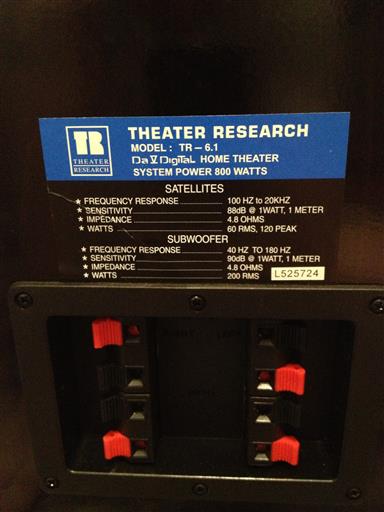 TR
THEATER
RESEARCH
THEATER RESEARCH
MODEL : TR - 6.1
DaVDigitaL HOME THEATER
SYSTEM POWER 800 WATTS
SATELLITES
* FREQUENCY RESPONSE 100 HZ to 20KHZ
* SENSITIVITY 88dB @ 1WATT, 1 METER
* IMPEDANCE 4.8 OHMS
* WATTS 60 RMS, 120 PEAK
SUBWOOFER
* FREQUENCY RESPONSE 40 HZ TO 180 HZ
* SENSITIVITY 90dB @ 1WATT, 1 METER
* IMPEDANCE 4.8 OHMS
* WATTS 200 RMS L525724